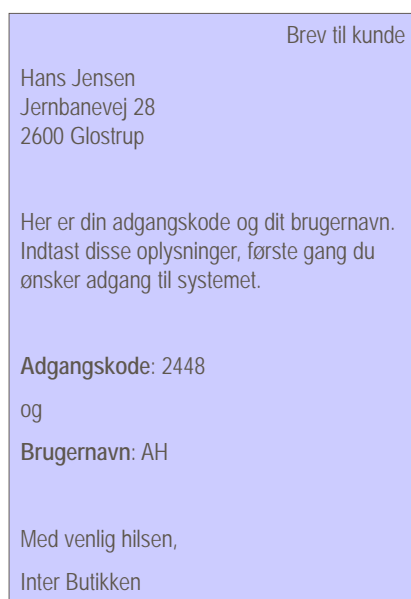 Brev til kunde
Hans Jensen
Jernbanevej 28
2600 Glostrup
Her er din adgangskode og dit brugernavn.
Indtast disse oplysninger, første gang du
ønsker adgang til systemet.
Adgangskode: 2448
og
Brugernavn: AH
Med venlig hilsen,
Inter Butikken